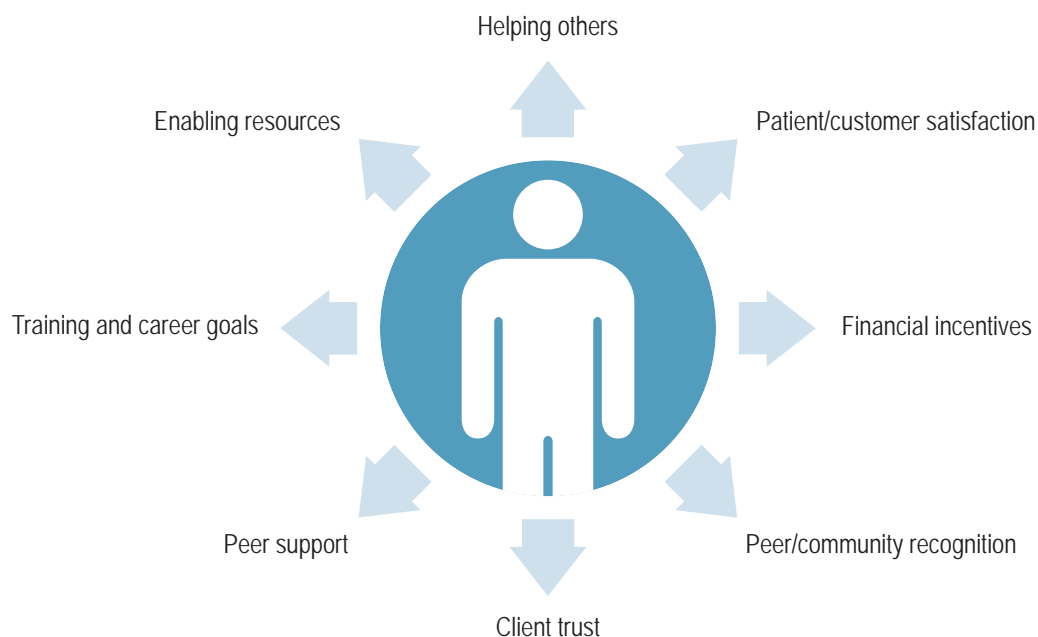 Helping others
Enabling resources
Patient/customer satisfaction
Training and career goals
Financial incentives
Peer support
Peer/community recognition
Client trust